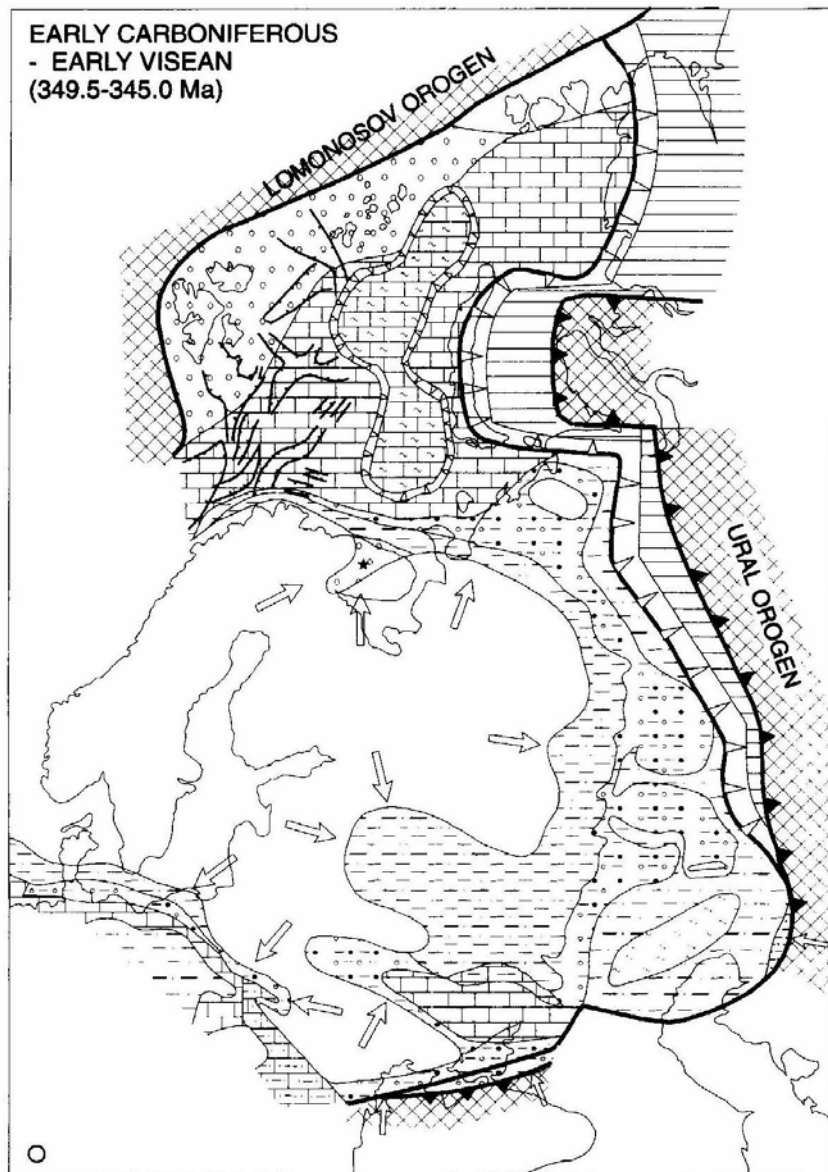 EARLY CARBONIFEROUS
- EARLY VISEAN
(349.5-345.0 Ma)
LOMONOSOV OROGEN
URAL OROGEN